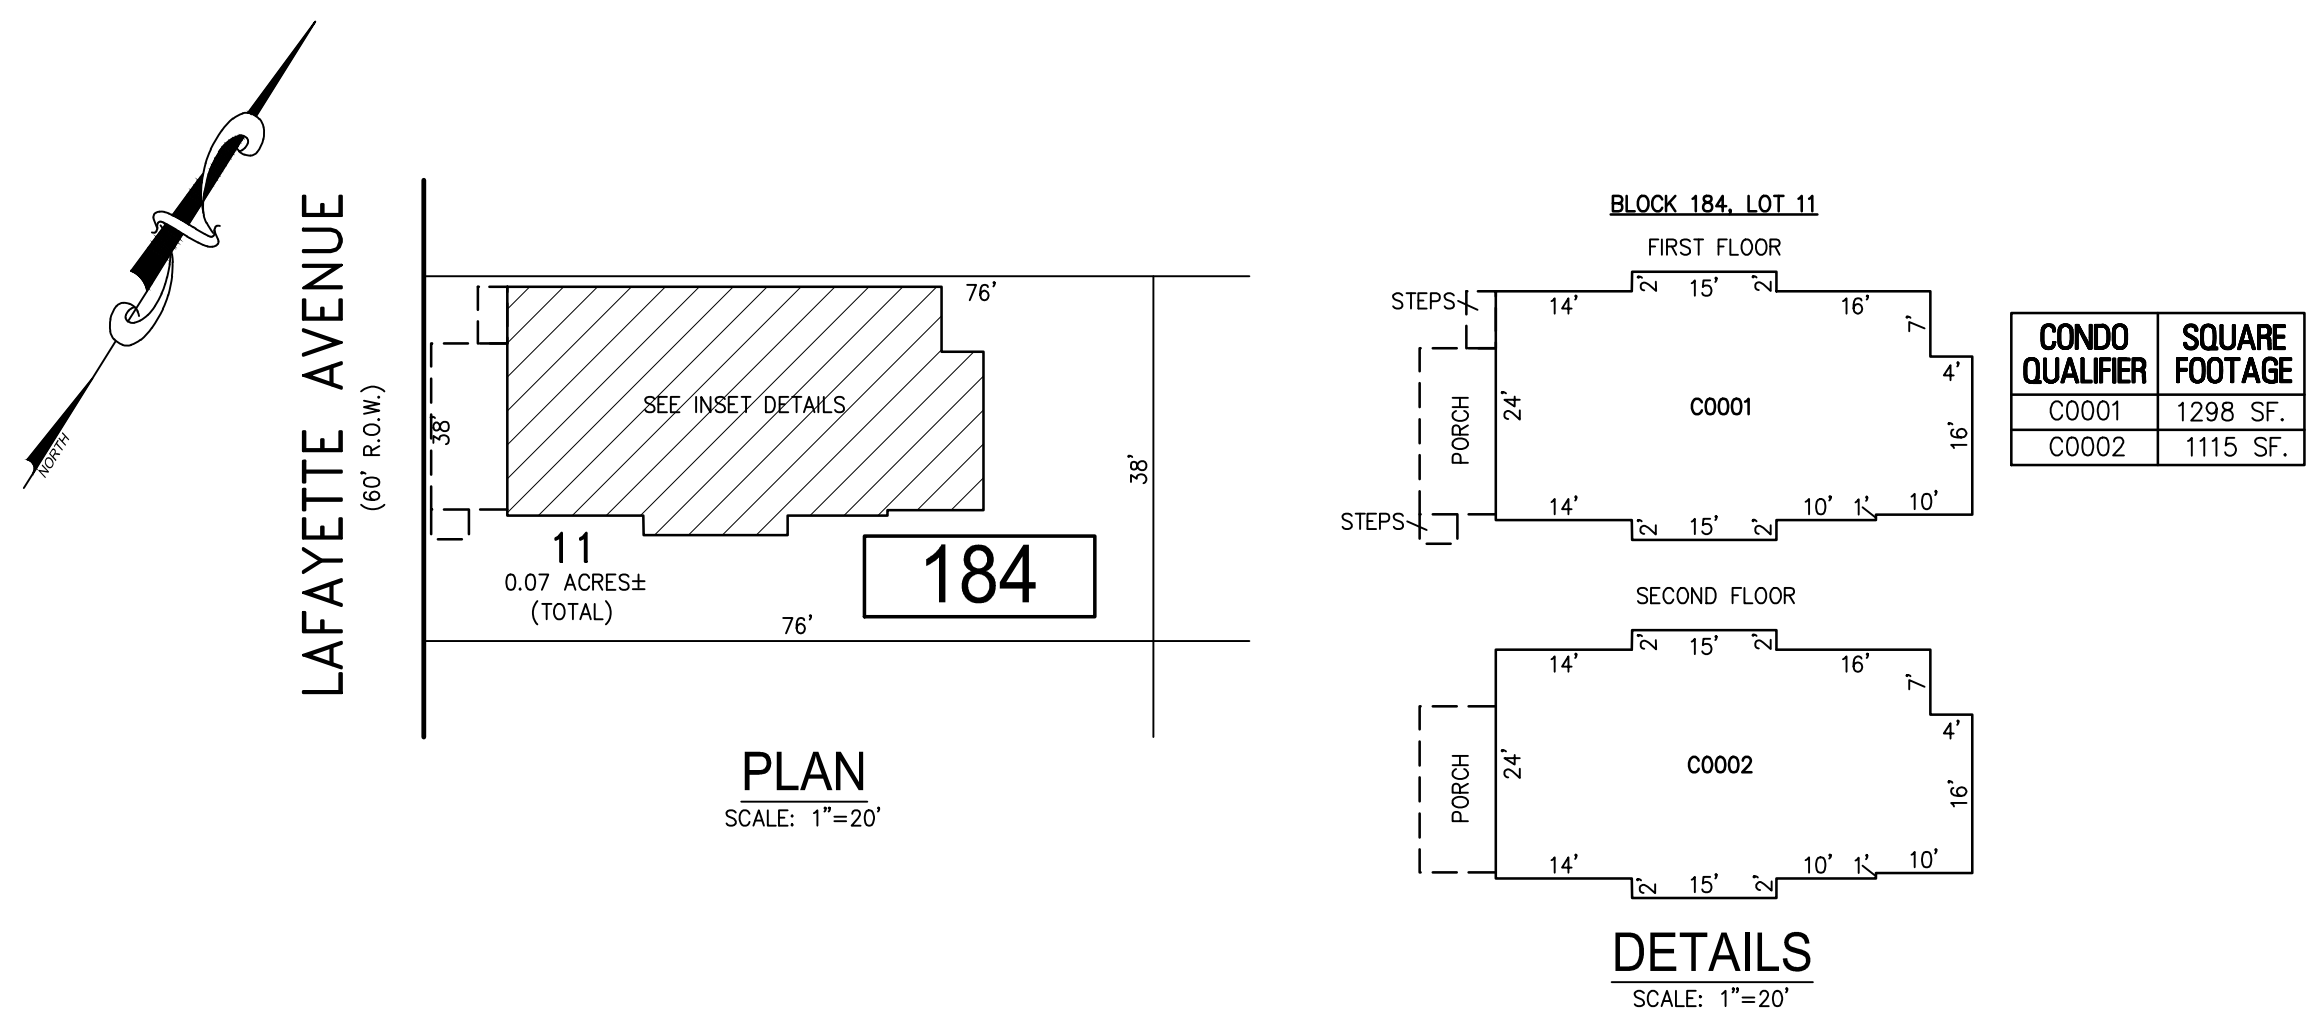 NORTH
LAFAYETTE AVENUE
(60' R.O.W.)
38'
76'
SEE INSET DETAILS
38'
11
0.07 ACRES±
(TOTAL)
184
76'
PLAN
SCALE: 1"=20'
BLOCK 184, LOT 11
FIRST FLOOR
STEPS
14'
2'
15'
2'
16'
7'
4'
PORCH
24'
C0001
16'
STEPS
14'
2'
15'
2'
10'
1'
10'
CONDO QUALIFIER
SQUARE FOOTAGE
C0001 1298 SF.
C0002 1115 SF.
SECOND FLOOR
14'
2'
15'
2'
16'
7'
4'
PORCH
24'
C0002
16'
14'
2'
15'
2'
10'
1'
10'
DETAILS
SCALE: 1"=20'